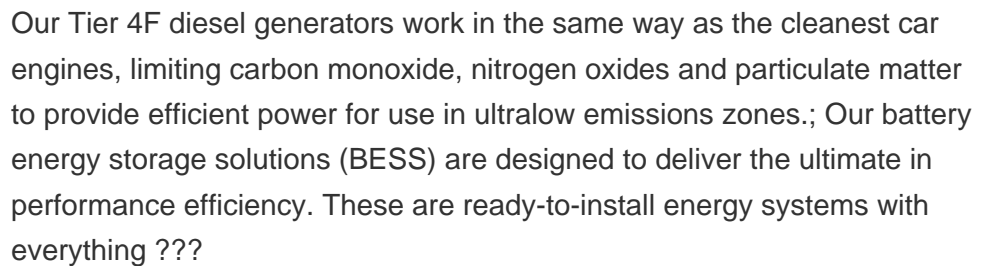 Our Tier 4F diesel generators work in the same way as the cleanest car
engines, limiting carbon monoxide, nitrogen oxides and particulate matter
to provide efficient power for use in ultralow emissions zones.; Our battery
energy storage solutions (BESS) are designed to deliver the ultimate in
performance efficiency. These are ready-to-install energy systems with
everything ???